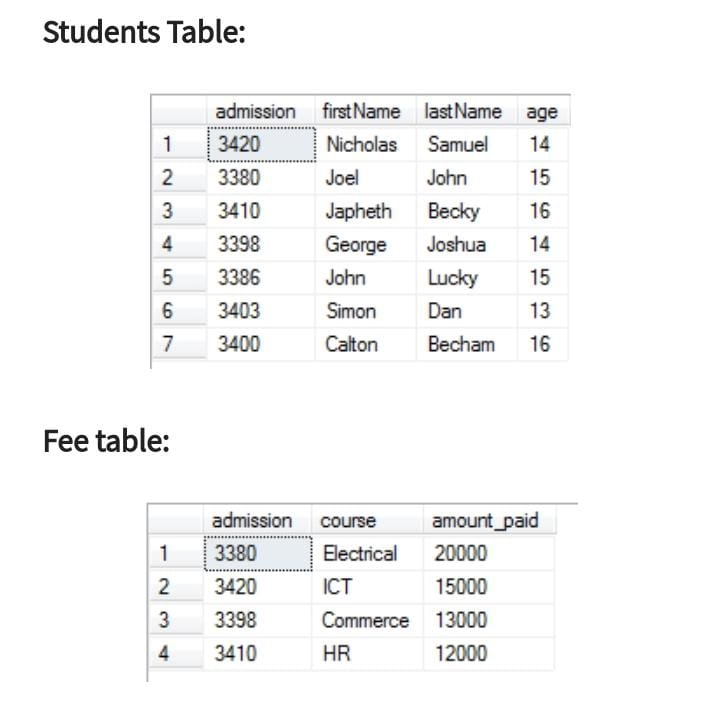 Students Table:
admission firstName lastName age
1 3420 Nicholas Samuel 14
2 3380 Joel John 15
3 3410 Japheth Becky 16
4 3398 George Joshua 14
5 3386 John Lucky 15
6 3403 Simon Dan 13
7 3400 Calton Becham 16
Fee table:
admission course amount_paid
1 3380 Electrical 20000
2 3420 ICT 15000
3 3398 Commerce 13000
4 3410 HR 12000